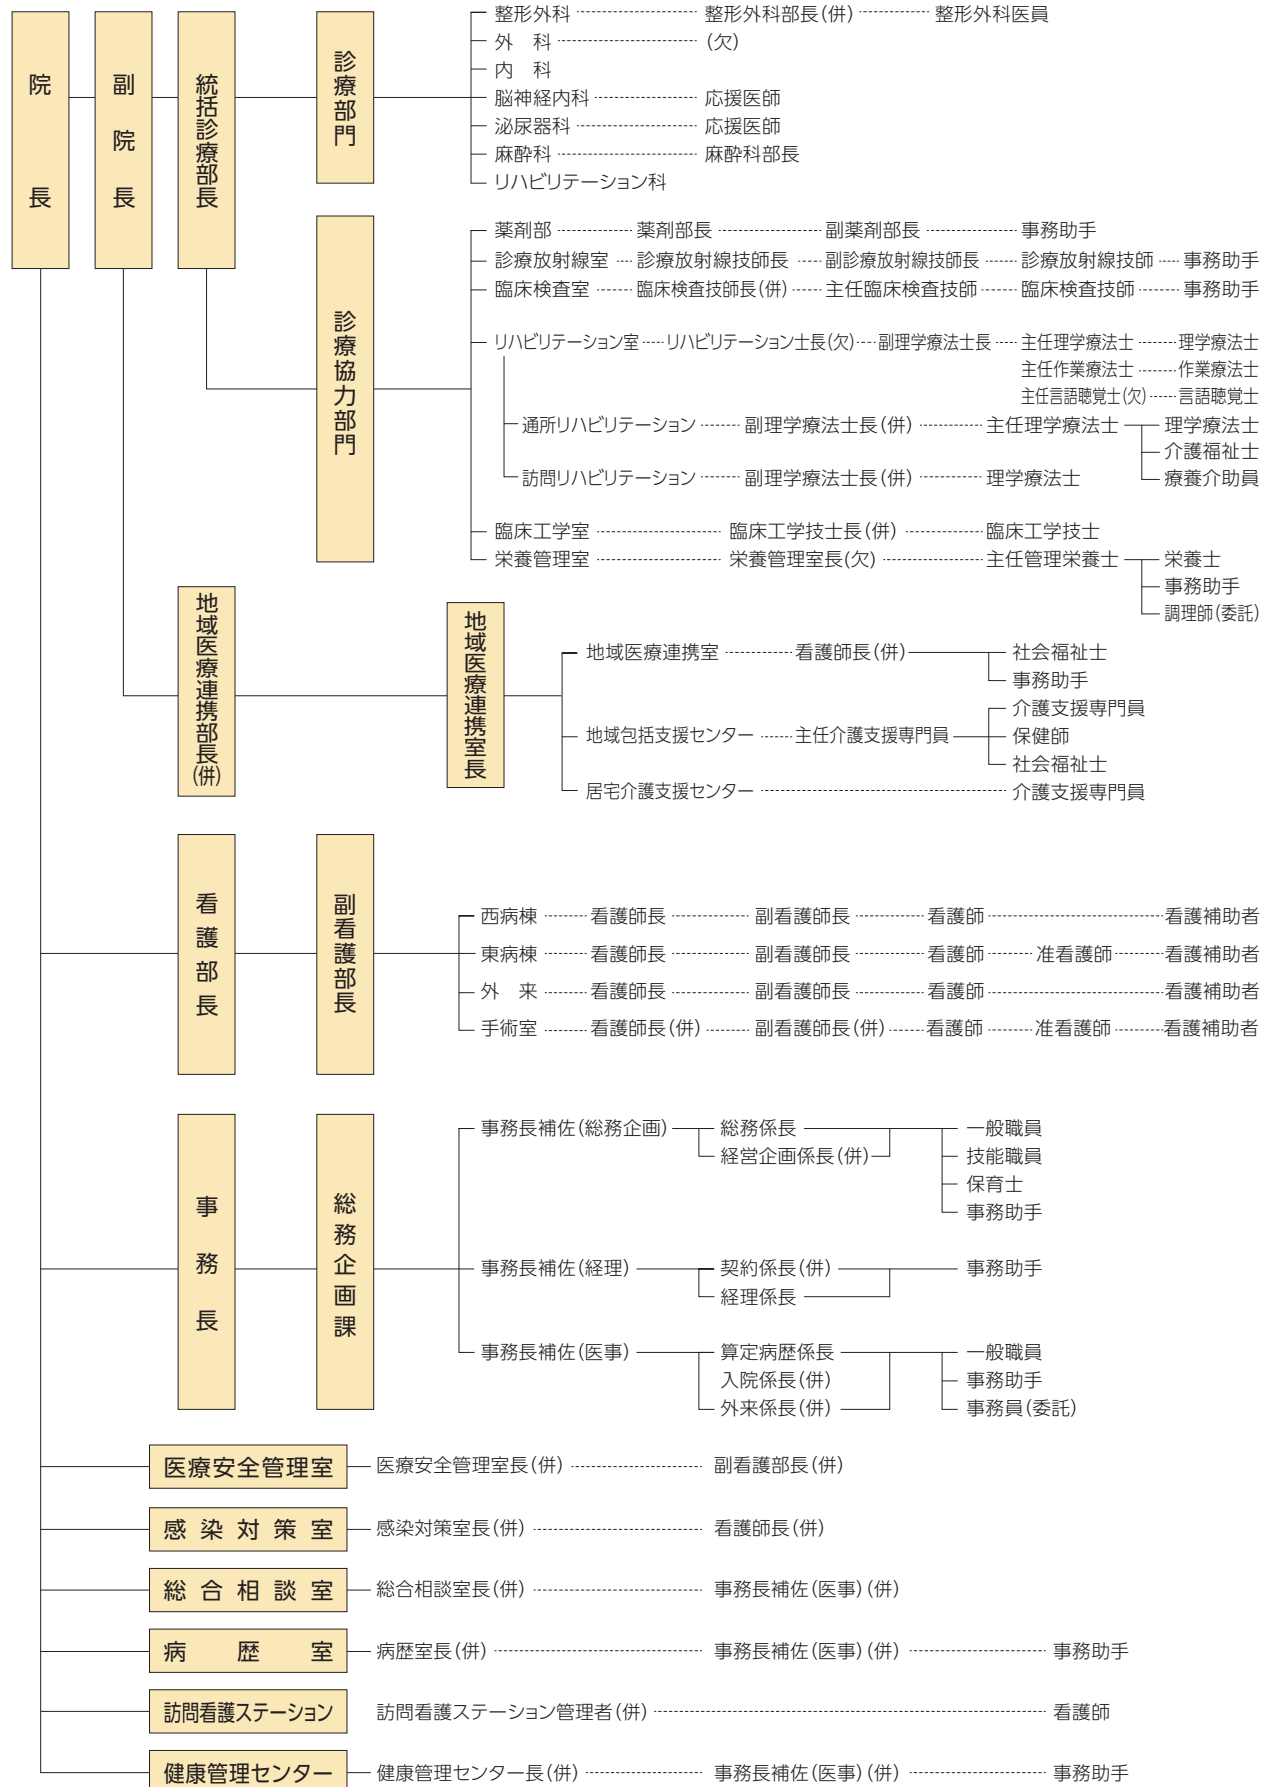 院長
副院長
統括診療部長
診療部門
整形外科 整形外科部長(併) 整形外科医員
外　科 (欠)
内　科
脳神経内科 応援医師
泌尿器科 応援医師
麻酔科 麻酔科部長
リハビリテーション科
診療協力部門
薬剤部 薬剤部長 副薬剤部長 事務助手
診療放射線室 診療放射線技師長 副診療放射線技師長 診療放射線技師 事務助手
臨床検査室 臨床検査技師長(併) 主任臨床検査技師 臨床検査技師 事務助手
リハビリテーション室 リハビリテーション士長(欠) 副理学療法士長 主任理学療法士 理学療法士
主任作業療法士 作業療法士
主任言語聴覚士(欠) 言語聴覚士
通所リハビリテーション 副理学療法士長(併) 主任理学療法士 理学療法士
介護福祉士
訪問リハビリテーション 副理学療法士長(併) 理学療法士 療養介助員
臨床工学室 臨床工学技士長(併) 臨床工学技士
栄養管理室 栄養管理室長(欠) 主任管理栄養士 栄養士
事務助手
調理師(委託)
地域医療連携部長(併)
地域医療連携室長
地域医療連携室 看護師長(併) 社会福祉士
事務助手
介護支援専門員
地域包括支援センター 主任介護支援専門員 保健師
社会福祉士
居宅介護支援センター 介護支援専門員
看護部長
副看護部長
西病棟 看護師長 副看護師長 看護師 看護補助者
東病棟 看護師長 副看護師長 看護師 准看護師 看護補助者
外　来 看護師長 副看護師長 看護師 看護補助者
手術室 看護師長(併) 副看護師長(併) 看護師 准看護師 看護補助者
事務長
総務企画課
事務長補佐(総務企画) 総務係長 一般職員
経営企画係長(併) 技能職員
保育士
事務助手
事務長補佐(経理) 契約係長(併) 事務助手
経理係長
事務長補佐(医事) 算定病歴係長 一般職員
入院係長(併) 事務助手
外来係長(併) 事務員(委託)
医療安全管理室 医療安全管理室長(併) 副看護部長(併)
感染対策室 感染対策室長(併) 看護師長(併)
総合相談室 総合相談室長(併) 事務長補佐(医事)(併)
病歴室 病歴室長(併) 事務長補佐(医事)(併) 事務助手
訪問看護ステーション 訪問看護ステーション管理者(併) 看護師
健康管理センター 健康管理センター長(併) 事務長補佐(医事)(併) 事務助手